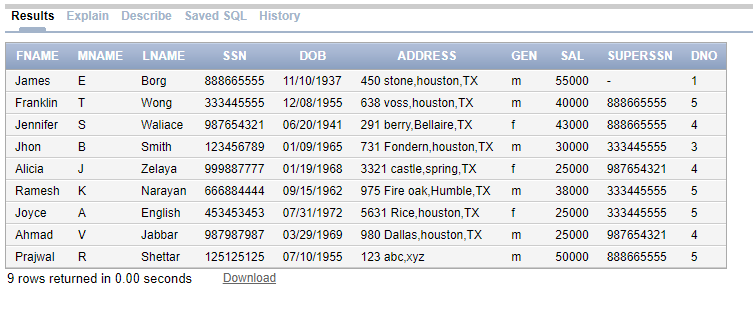 Results Explain Describe Saved SQL History
FNAME MNAME LNAME SSN DOB ADDRESS GEN SAL SUPERSSN DNO
James E Borg 888665555 11/10/1937 450 stone,houston,TX m 55000 - 1
Franklin T Wong 333445555 12/08/1955 638 voss,houston,TX m 40000 888665555 5
Jennifer S Waliace 987654321 06/20/1941 291 berry,Bellaire,TX f 43000 888665555 4
Jhon B Smith 123456789 01/09/1965 731 Fondern,houston,TX m 30000 333445555 3
Alicia J Zelaya 999887777 01/19/1968 3321 castle,spring,TX f 25000 987654321 4
Ramesh K Narayan 666884444 09/15/1962 975 Fire oak,Humble,TX m 38000 333445555 5
Joyce A English 453453453 07/31/1972 5631 Rice,houston,TX f 25000 333445555 5
Ahmad V Jabbar 987987987 03/29/1969 980 Dallas,houston,TX m 25000 987654321 4
Prajwal R Shettar 125125125 07/10/1955 123 abc,xyz m 50000 888665555 5
9 rows returned in 0.00 seconds Download